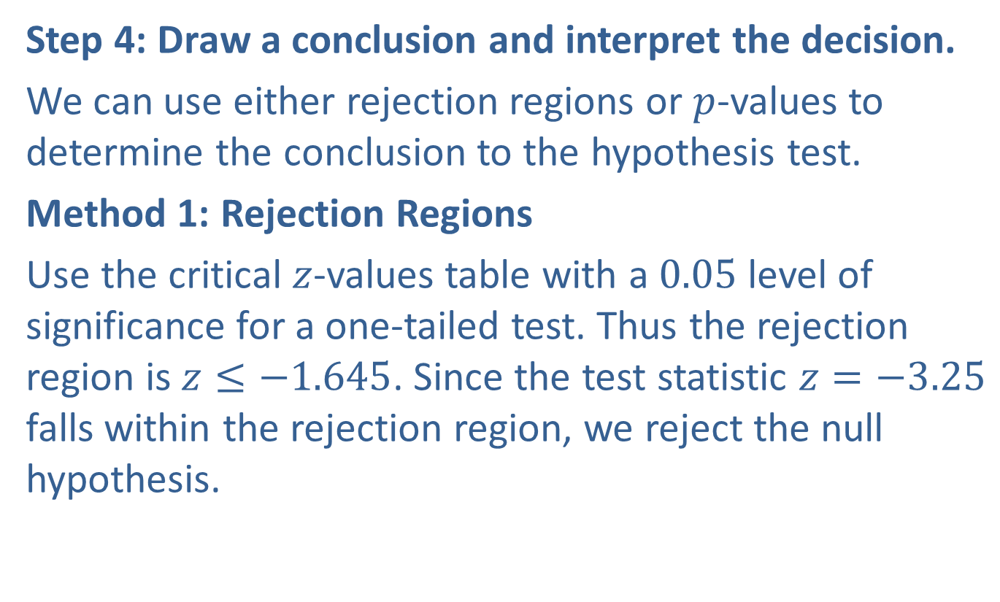 Step 4: Draw a conclusion and interpret the decision.
We can use either rejection regions or p-values to
determine the conclusion to the hypothesis test.
Method 1: Rejection Regions
Use the critical z-values table with a 0.05 level of
significance for a one-tailed test. Thus the rejection
region is z ≤ −1.645. Since the test statistic z = −3.25
falls within the rejection region, we reject the null
hypothesis.